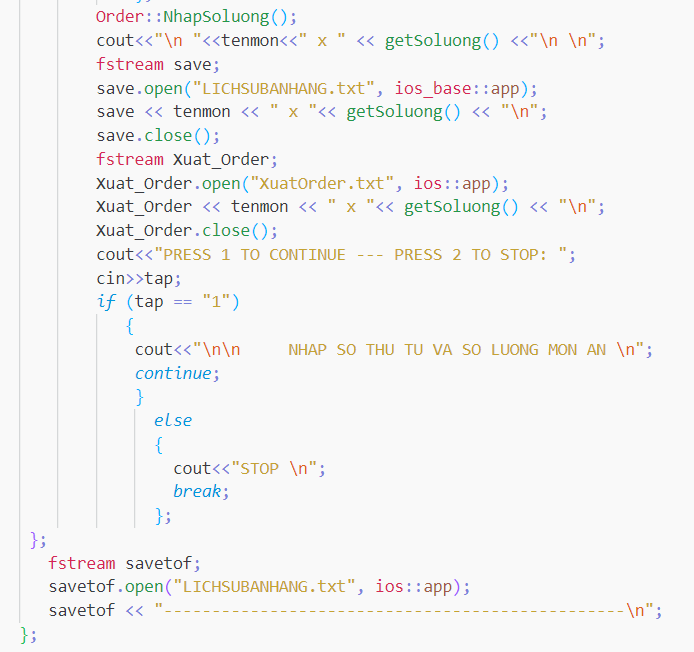 Order::NhapSoluong();
cout<<"\n "<<tenmon<<" x " << getSoluong() <<"\n \n";
fstream save;
save.open("LICHSUBANHANG.txt", ios_base::app);
save << tenmon << " x "<< getSoluong() << "\n";
save.close();
fstream Xuat_Order;
Xuat_Order.open("XuatOrder.txt", ios::app);
Xuat_Order << tenmon << " x "<< getSoluong() << "\n";
Xuat_Order.close();
cout<<"PRESS 1 TO CONTINUE --- PRESS 2 TO STOP: ";
cin>>tap;
if (tap == "1")
{
cout<<"\n\n     NHAP SO THU TU VA SO LUONG MON AN \n";
continue;
}
else
{
cout<<"STOP \n";
break;
};
};
fstream savetof;
savetof.open("LICHSUBANHANG.txt", ios::app);
savetof << "------------------------------------------------\n";
};